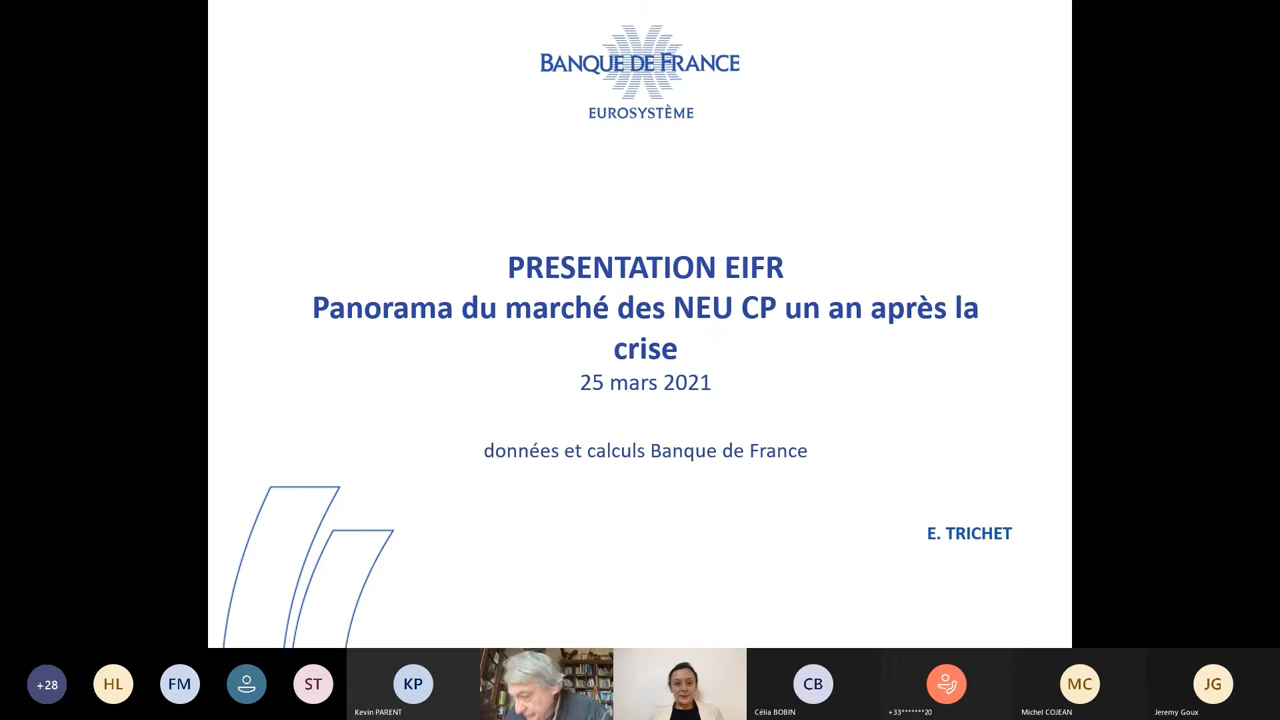 BANQUE DE FRANCE
EUROSYSTÈME
PRESENTATION EIFR
Panorama du marché des NEU CP un an après la
crise
25 mars 2021
données et calculs Banque de France
E. TRICHET
+28
HL
FM
ST
KP
CB
MC
JG
Kevin PARENT
Célia BOBIN
+33*******20
Michel COJEAN
Jeremy Goux